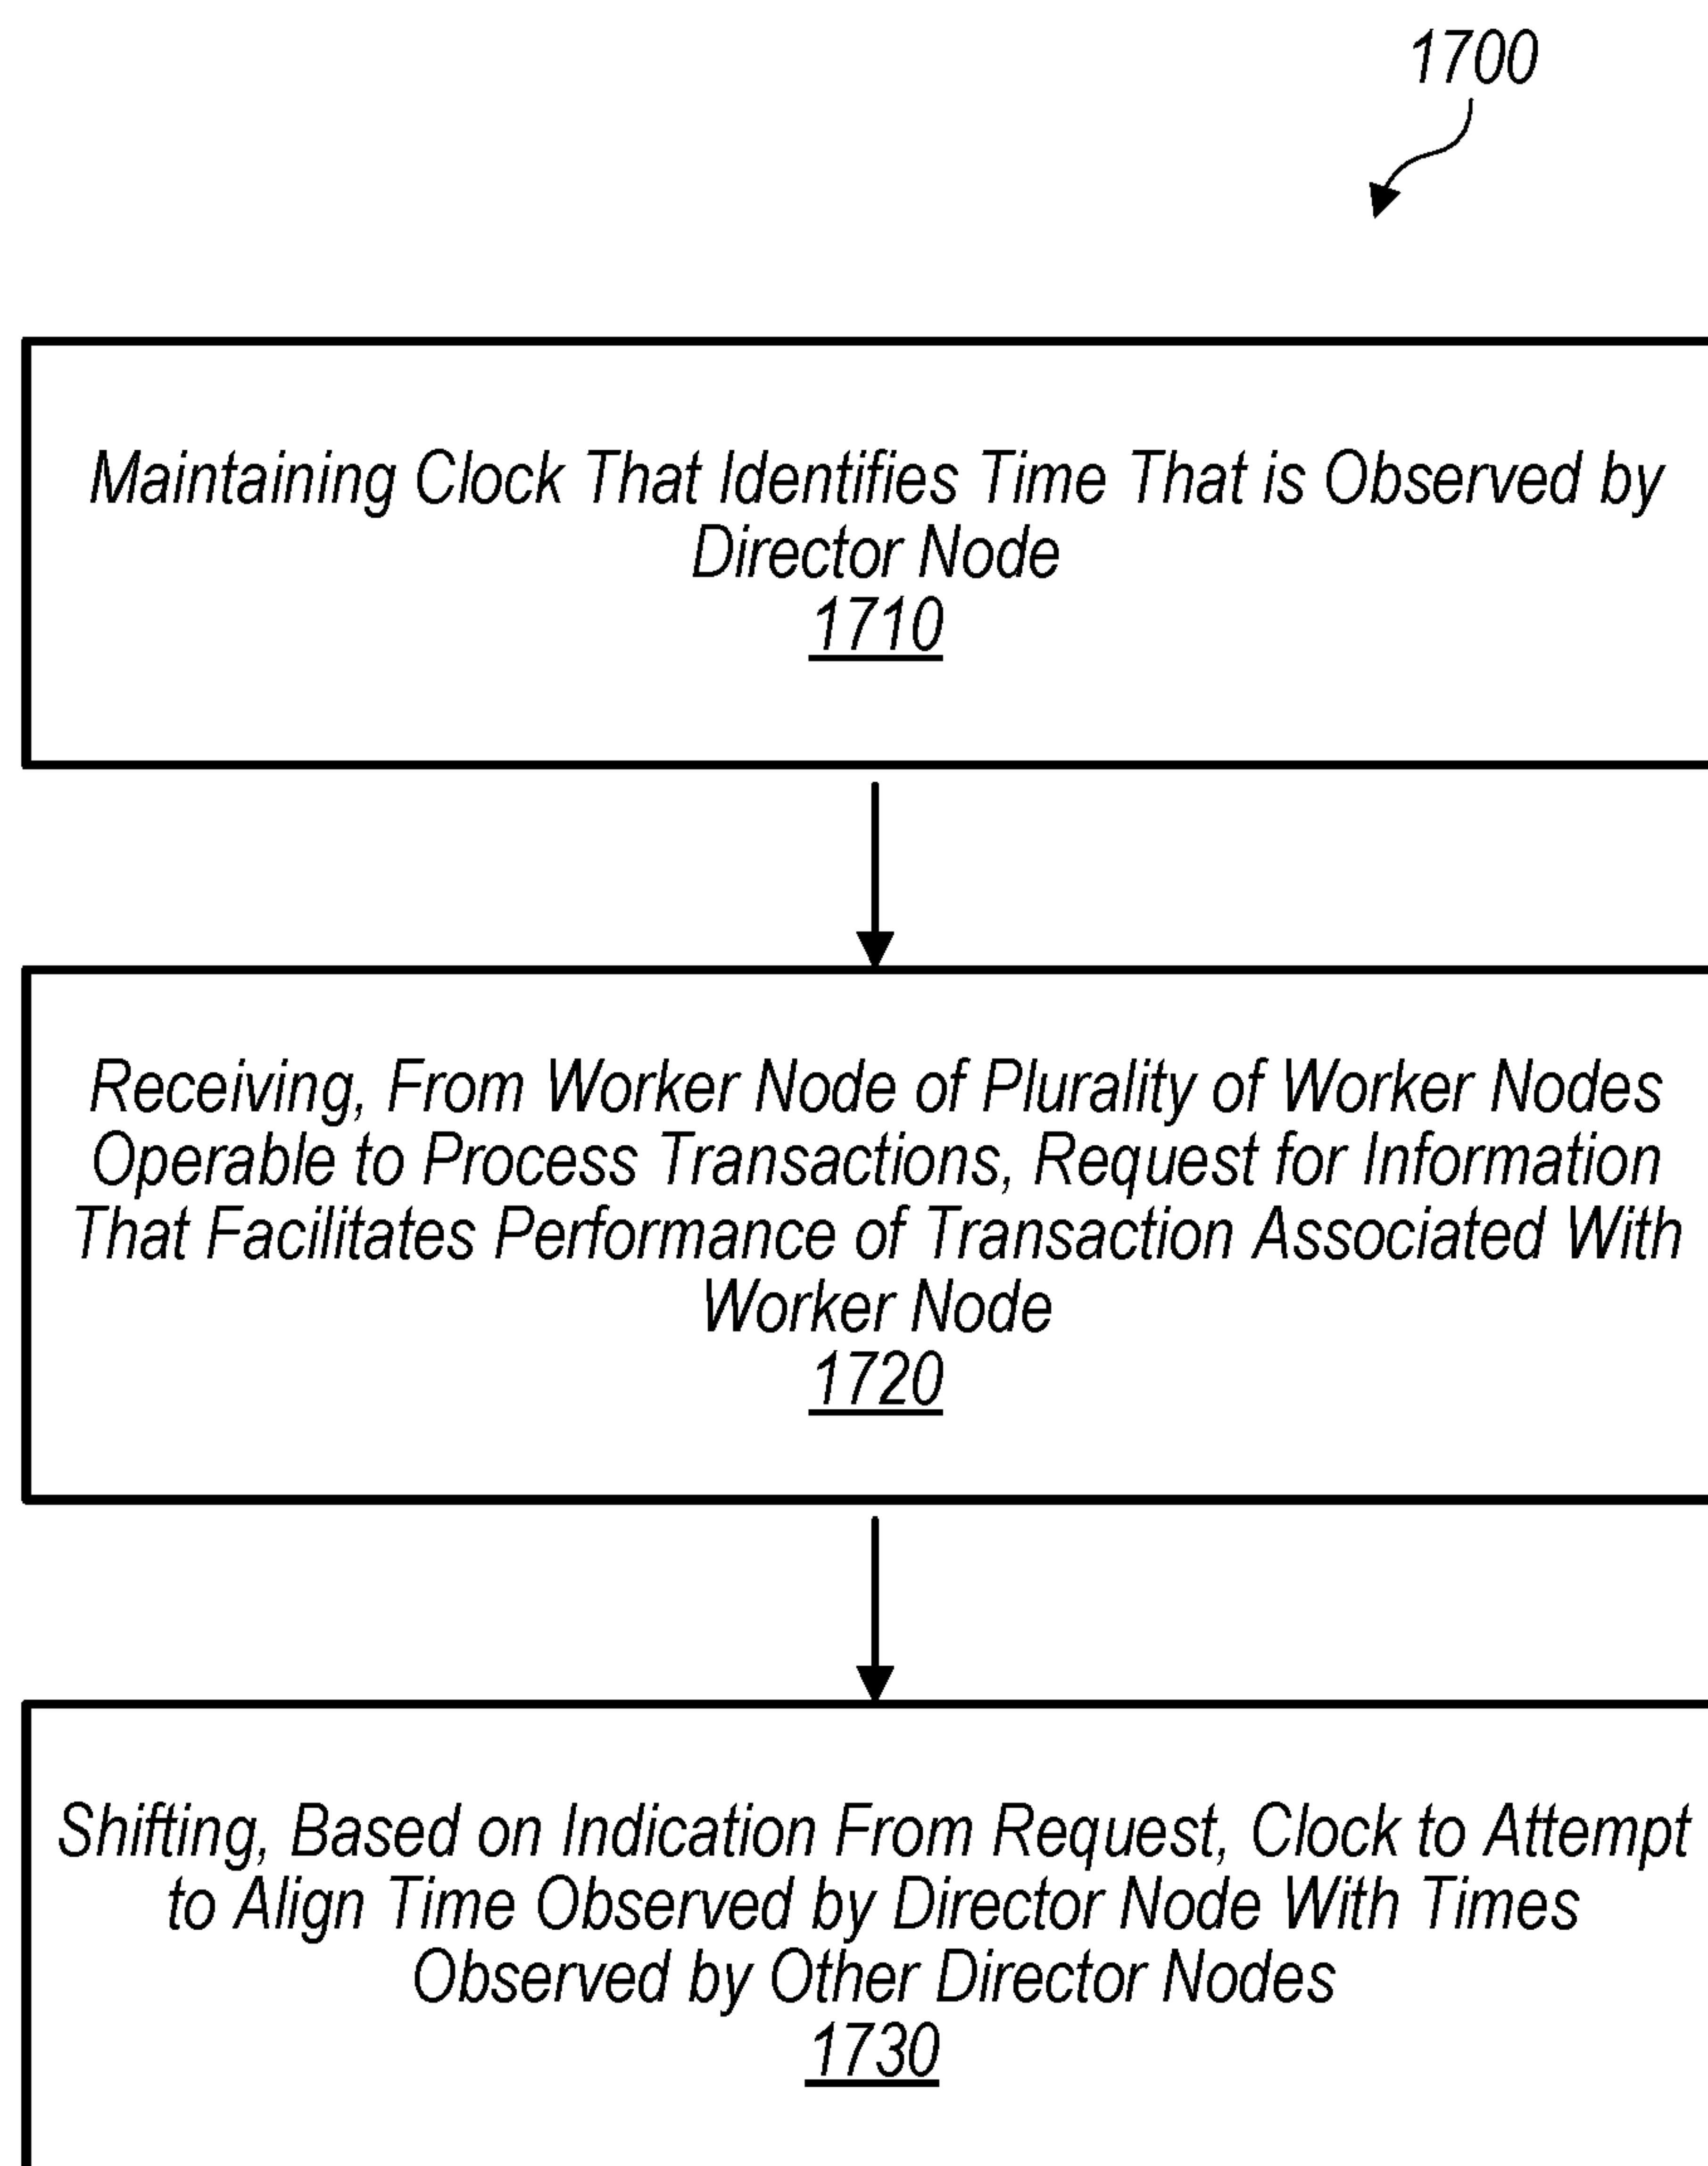 1700
Maintaining Clock That Identifies Time That is Observed by
Director Node
1710
Receiving, From Worker Node of Plurality of Worker Nodes
Operable to Process Transactions, Request for Information
That Facilitates Performance of Transaction Associated With
Worker Node
1720
Shifting, Based on Indication From Request, Clock to Attempt
to Align Time Observed by Director Node With Times
Observed by Other Director Nodes
1730